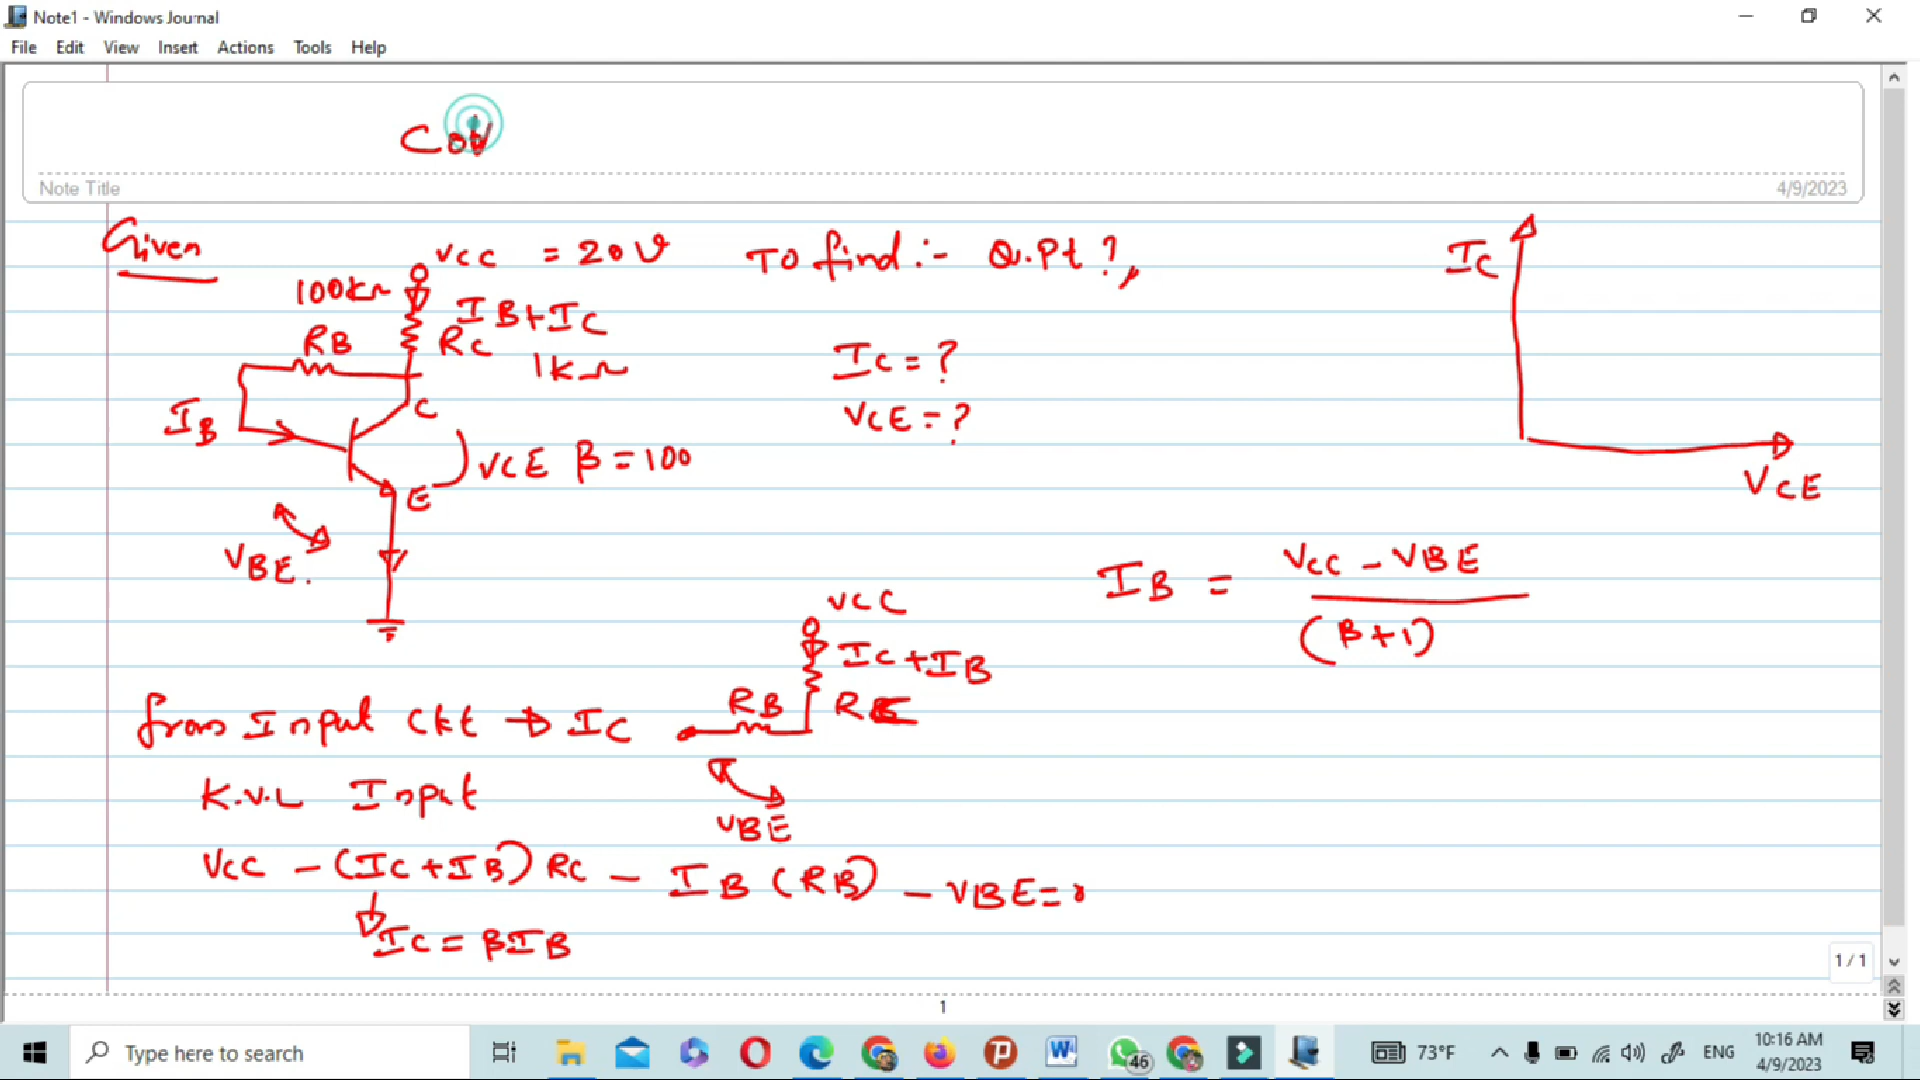 Note1 - Windows Journal
File Edit View Insert Actions Tools Help
Note Title
4/9/2023
Given
VCC = 20V
To find :- Q.Pt ?,
IC
100kΩ
IB+IC
RB
RC
1kΩ
IC = ?
C
IB
VCE = ?
VCE β = 100
VCE
E
VBE.
IB = VCC - VBE
(β+1)
VCC
IC + IB
RB
from Input ckt → IC
K.V.L Input
VBE
VCC - (IC + IB) RC - IB (RB) - VBE =
IC = βIB
1 / 1
1
Type here to search
46
73°F
ENG
10:16 AM
4/9/2023